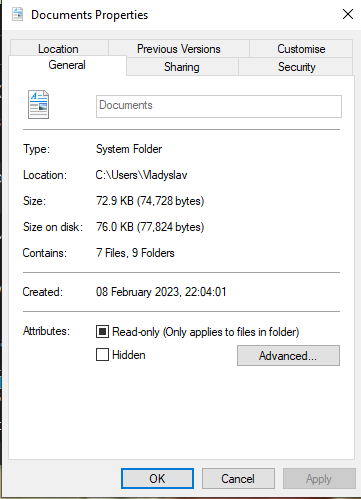 Documents Properties
Location Previous Versions Customise
General Sharing Security
Documents
Type: System Folder
Location: C:\Users\Vladyslav
Size: 72.9 KB (74,728 bytes)
Size on disk: 76.0 KB (77,824 bytes)
Contains: 7 Files, 9 Folders
Created: 08 February 2023, 22:04:01
Attributes: Read-only (Only applies to files in folder)
Hidden Advanced...
OK Cancel Apply